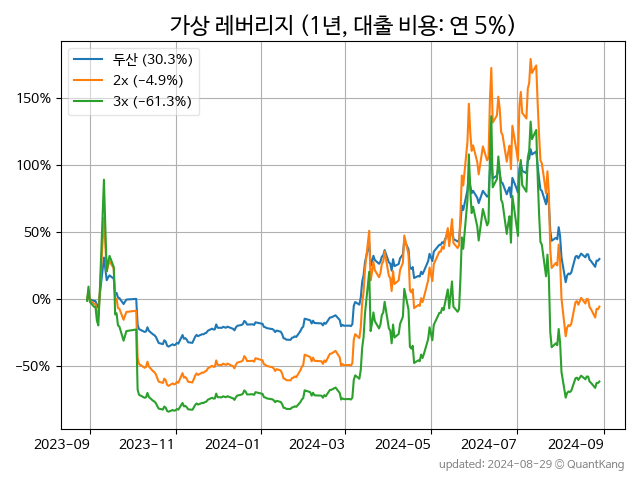 가상 레버리지 (1년, 대출 비용: 연 5%)
두산 (30.3%)
2x (−4.9%)
3x (−61.3%)
150%
100%
50%
0%
−50%
2023-09
2023-11
2024-01
2024-03
2024-05
2024-07
2024-09
updated: 2024-08-29 © QuantKang